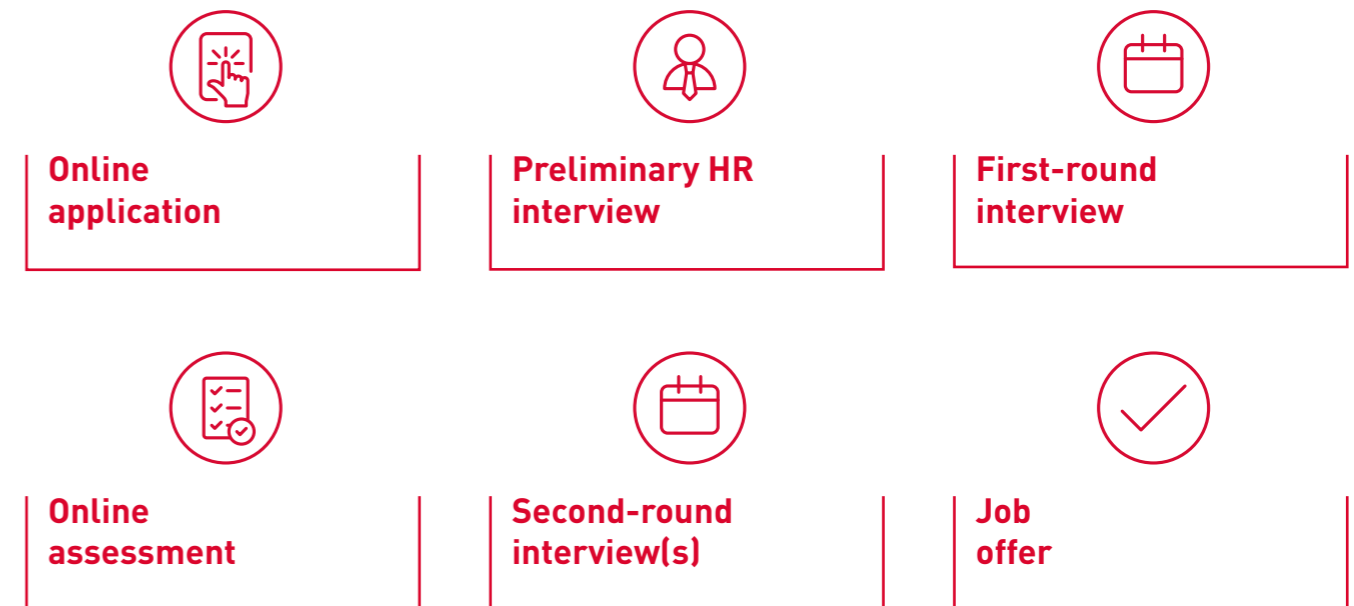 Online
application
Preliminary HR
interview
First-round
interview
Online
assessment
Second-round
interview(s)
Job
offer